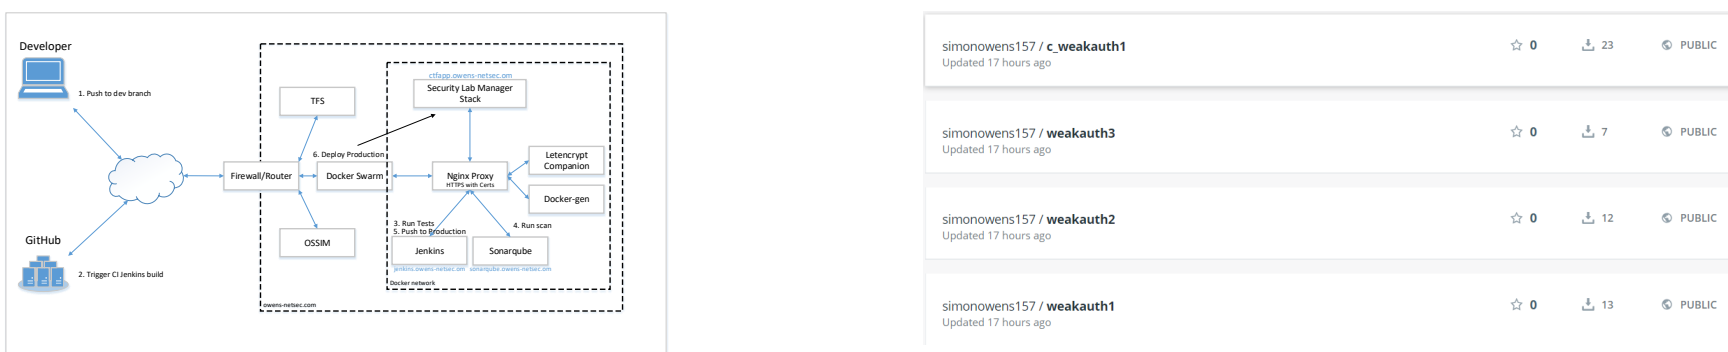 Developer
1. Push to dev branch
GitHub
2. Trigger CI Jenkins build
Firewall/Router
TFS
OSSIM
6. Deploy Production
Docker Swarm
ctfapp.owens-netsec.om
Security Lab Manager
Stack
Nginx Proxy
HTTPS with Certs
Letencrypt
Companion
Docker-gen
3. Run Tests
5. Push to Production
4. Run scan
Jenkins
jenkins.owens-netsec.om
Sonarqube
sonarqube.owens-netsec.om
Docker network
owens-netsec.com
simonowens157 / c_weakauth1
Updated 17 hours ago
0 23 PUBLIC
simonowens157 / weakauth3
Updated 17 hours ago
0 7 PUBLIC
simonowens157 / weakauth2
Updated 17 hours ago
0 12 PUBLIC
simonowens157 / weakauth1
Updated 17 hours ago
0 13 PUBLIC